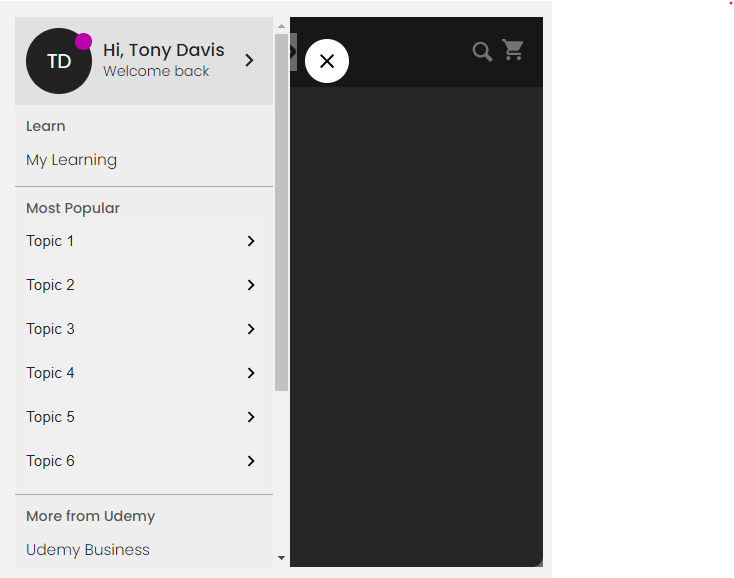 TD
Hi, Tony Davis
Welcome back
Learn
My Learning
Most Popular
Topic 1
Topic 2
Topic 3
Topic 4
Topic 5
Topic 6
More from Udemy
Udemy Business